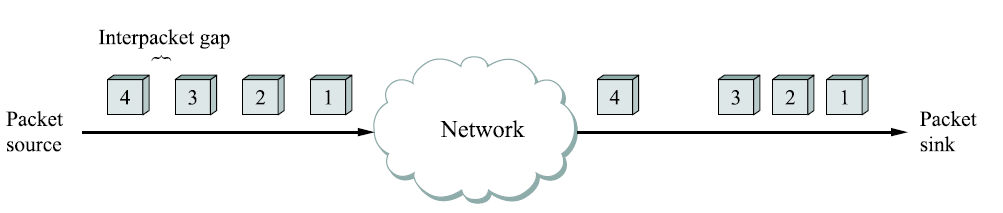 Interpacket gap
4 3 2 1
4 3 2 1
Packet
source
Network
Packet
sink